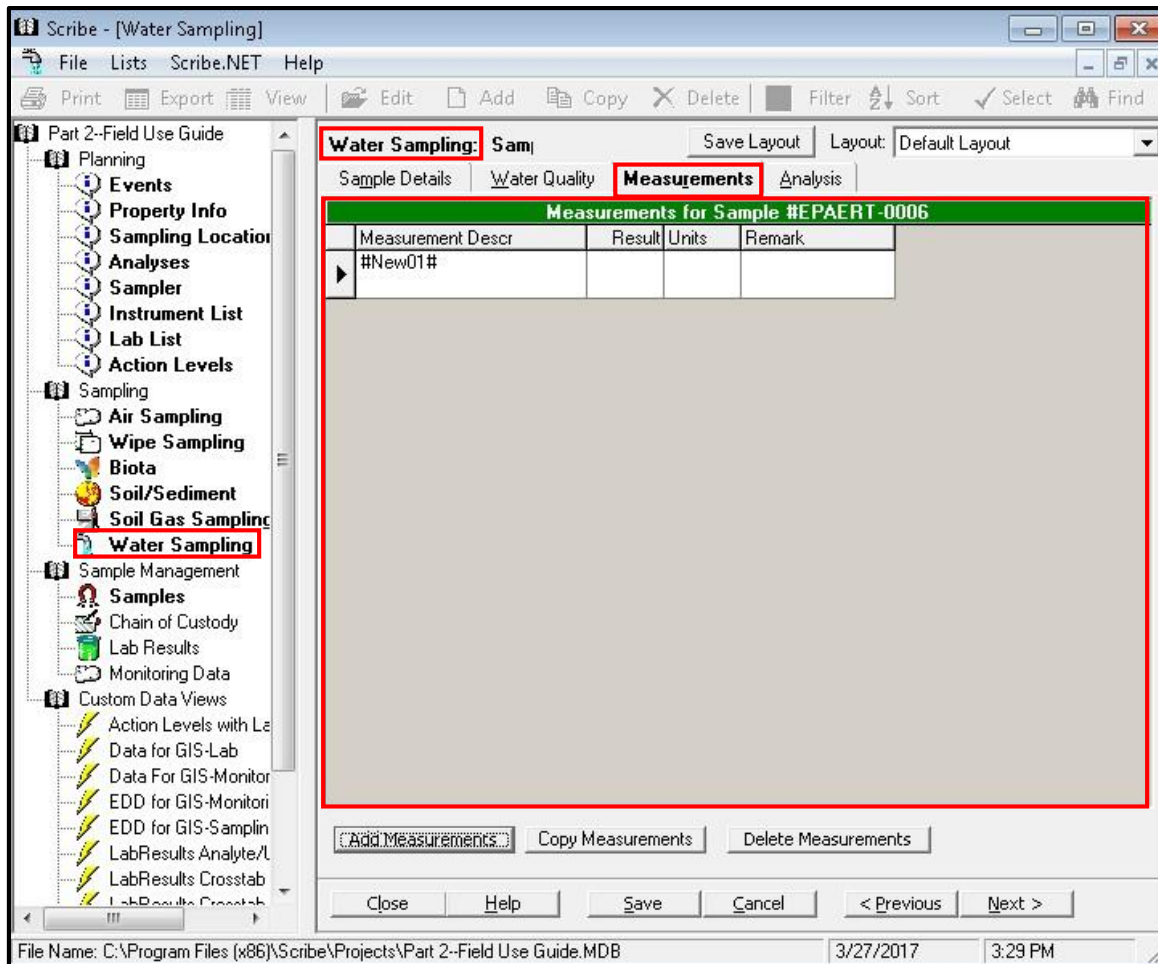 Scribe - [Water Sampling]
File Lists Scribe.NET Help
Print Export View Edit Add Copy Delete Filter Sort Select Find
Part 2--Field Use Guide
Planning
Events
Property Info
Sampling Location
Analyses
Sampler
Instrument List
Lab List
Action Levels
Sampling
Air Sampling
Wipe Sampling
Biota
Soil/Sediment
Soil Gas Sampling
Water Sampling
Sample Management
Samples
Chain of Custody
Lab Results
Monitoring Data
Custom Data Views
Action Levels with La
Data for GIS-Lab
Data For GIS-Monitor
EDD for GIS-Monitori
EDD for GIS-Samplin
LabResults Analyte/L
LabResults Crosstab
LabResults Crosstab
Water Sampling: Sam
Save Layout Layout: Default Layout
Sample Details Water Quality Measurements Analysis
Measurements for Sample #EPAERT-0006
Measurement Descr Result Units Remark
#New01#
Add Measurements Copy Measurements Delete Measurements
Close Help Save Cancel < Previous Next >
File Name: C:\Program Files (x86)\Scribe\Projects\Part 2--Field Use Guide.MDB 3/27/2017 3:29 PM